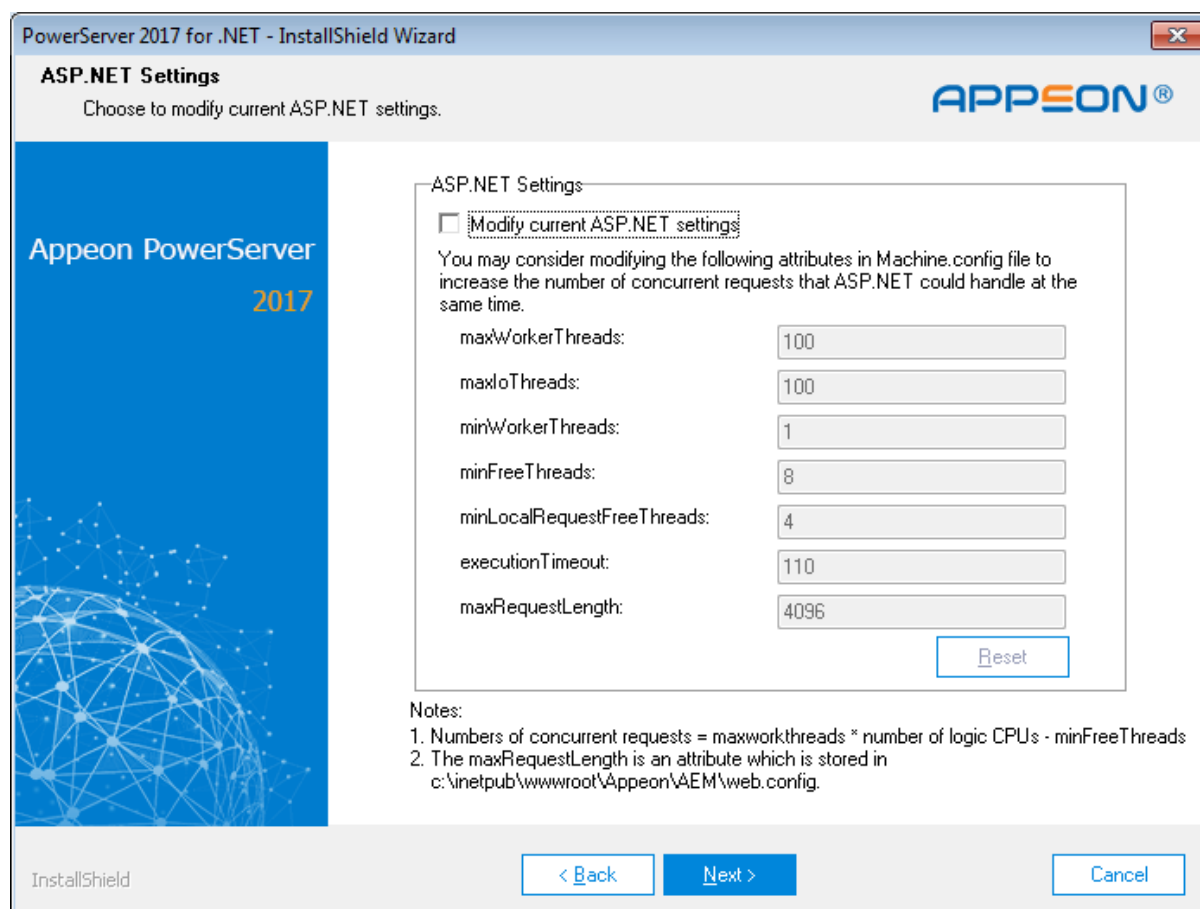 PowerServer 2017 for .NET - InstallShield Wizard
ASP.NET Settings
Choose to modify current ASP.NET settings.
APPEON®
Appeon PowerServer
2017
ASP.NET Settings
Modify current ASP.NET settings
You may consider modifying the following attributes in Machine.config file to
increase the number of concurrent requests that ASP.NET could handle at the
same time.
maxWorkerThreads: 100
maxIoThreads: 100
minWorkerThreads: 1
minFreeThreads: 8
minLocalRequestFreeThreads: 4
executionTimeout: 110
maxRequestLength: 4096
Reset
Notes:
1. Numbers of concurrent requests = maxworkthreads * number of logic CPUs - minFreeThreads
2. The maxRequestLength is an attribute which is stored in
c:\inetpub\wwwroot\Appeon\AEM\web.config.
InstallShield
< Back
Next >
Cancel